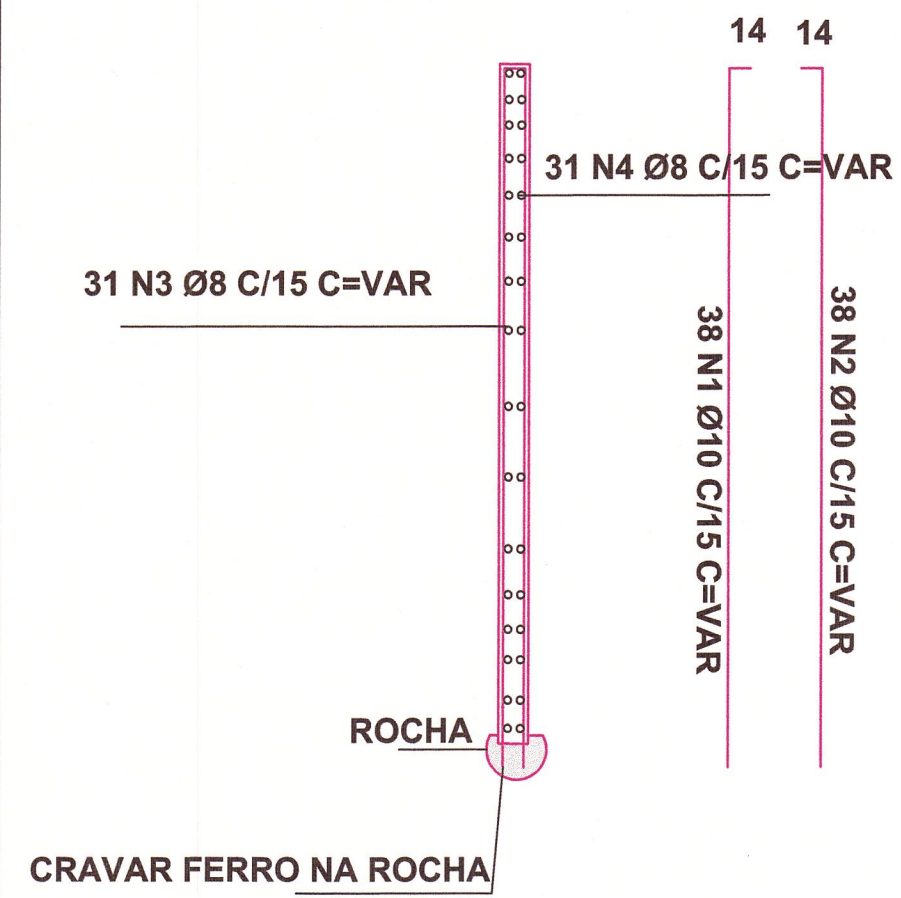 14 14
31 N4 Ø8 C/15 C=VAR
31 N3 Ø8 C/15 C=VAR
38 N1 Ø10 C/15 C=VAR
38 N2 Ø10 C/15 C=VAR
ROCHA
CRAVAR FERRO NA ROCHA